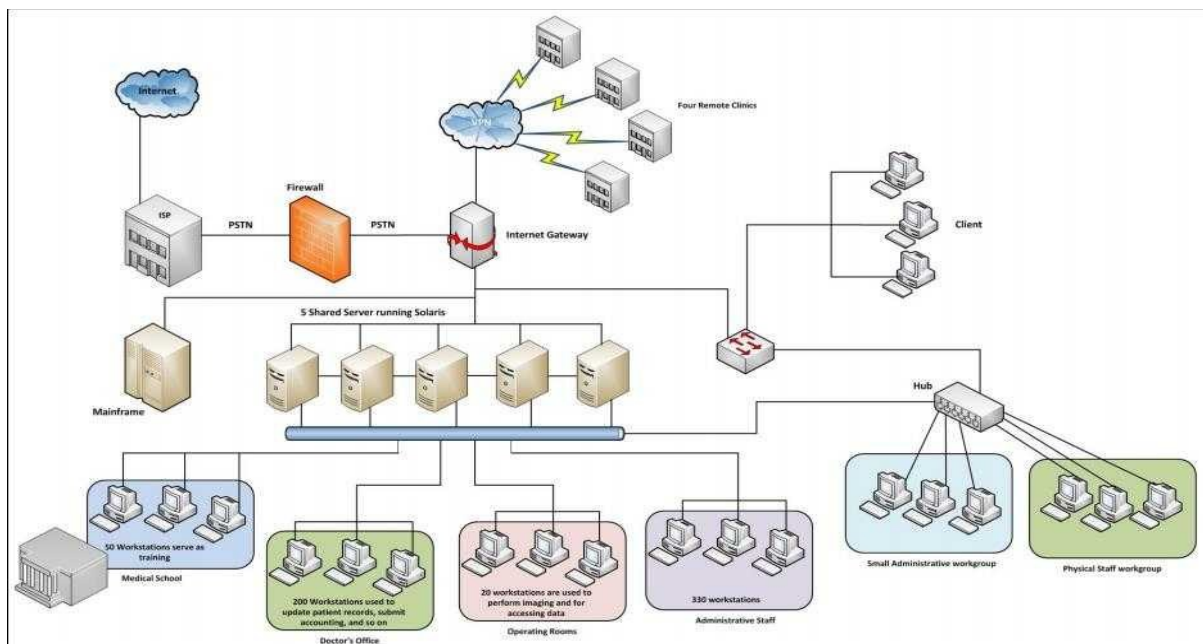 Internet
VPN
Four Remote Clinics
Firewall
ISP
PSTN
PSTN
Internet Gateway
Client
5 Shared Server running Solaris
Mainframe
Hub
50 Workstations serve as
training
Medical School
200 Workstations used to
update patient records, submit
accounting, and so on
Doctor's Office
20 workstations are used to
perform imaging and for
accessing data
Operating Rooms
330 workstations
Administrative Staff
Small Administrative workgroup
Physical Staff workgroup